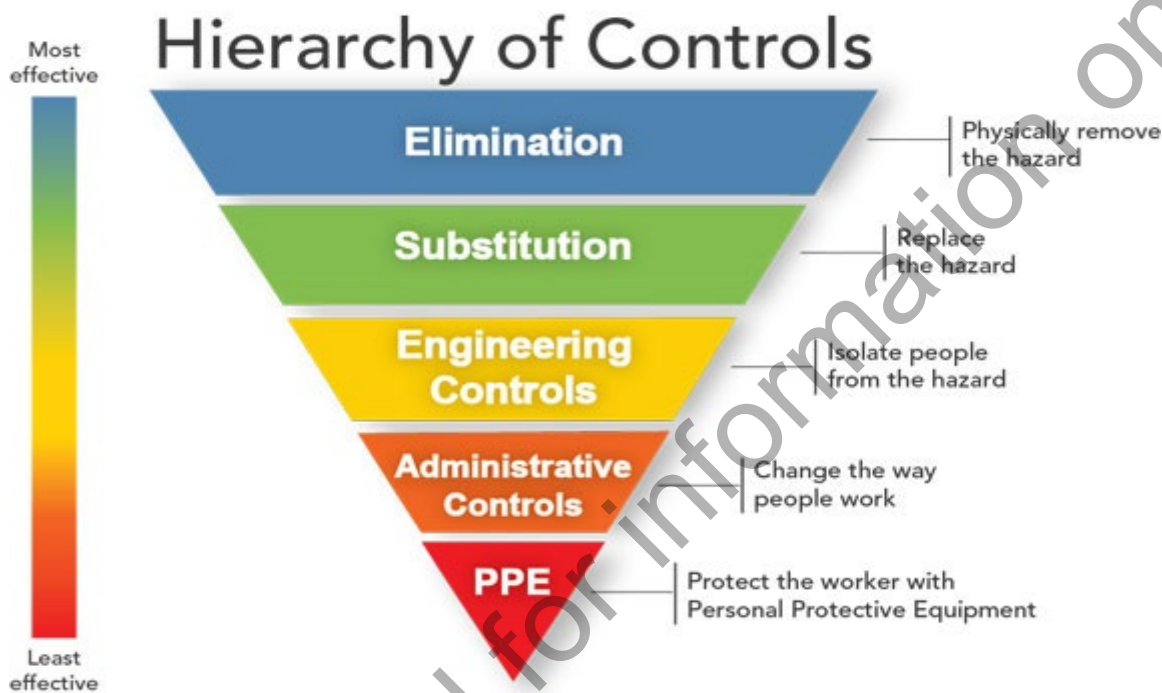 Hierarchy of Controls
Most
effective
Elimination
Physically remove
the hazard
Substitution
Replace
the hazard
Engineering
Controls
Isolate people
from the hazard
Administrative
Controls
Change the way
people work
PPE
Protect the worker with
Personal Protective Equipment
Least
effective
for information